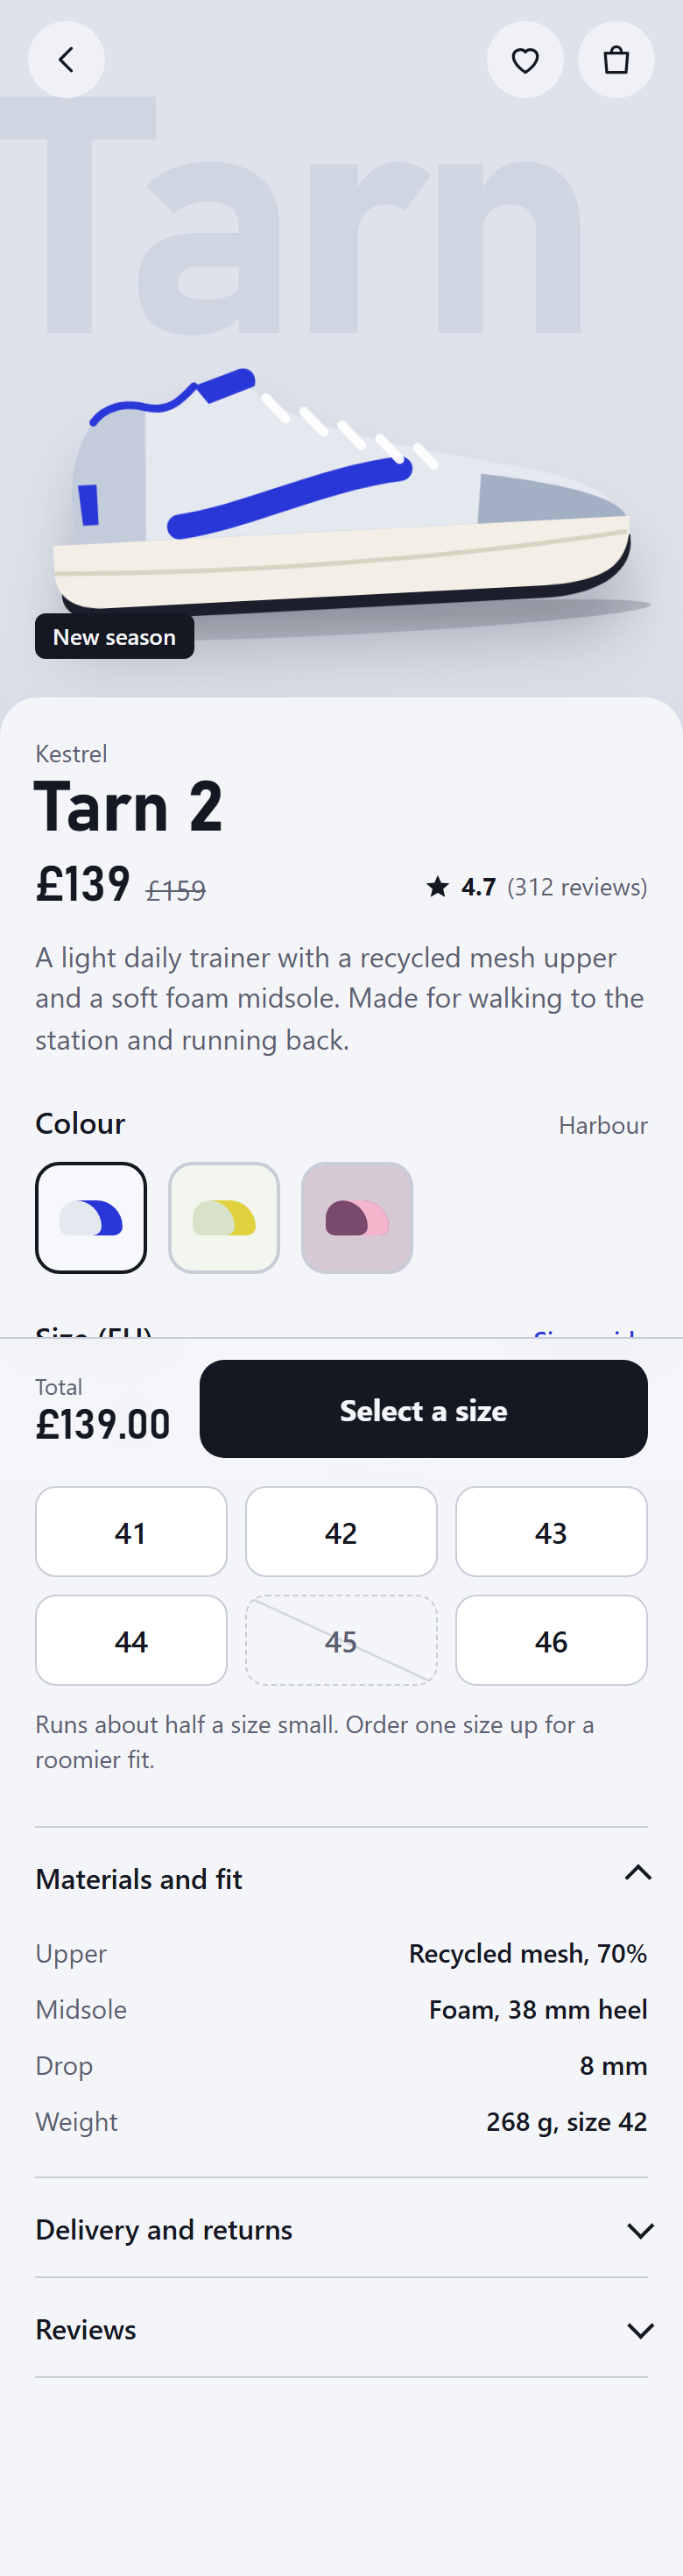 Tarn
New season
Kestrel
Tarn 2
£139 £159
4.7 (312 reviews)
A light daily trainer with a recycled mesh upper
and a soft foam midsole. Made for walking to the
station and running back.
Colour
Harbour
Size (EU)
Total
£139.00
Select a size
41
42
43
44
45
46
Runs about half a size small. Order one size up for a
roomier fit.
Materials and fit
Upper
Recycled mesh, 70%
Midsole
Foam, 38 mm heel
Drop
8 mm
Weight
268 g, size 42
Delivery and returns
Reviews